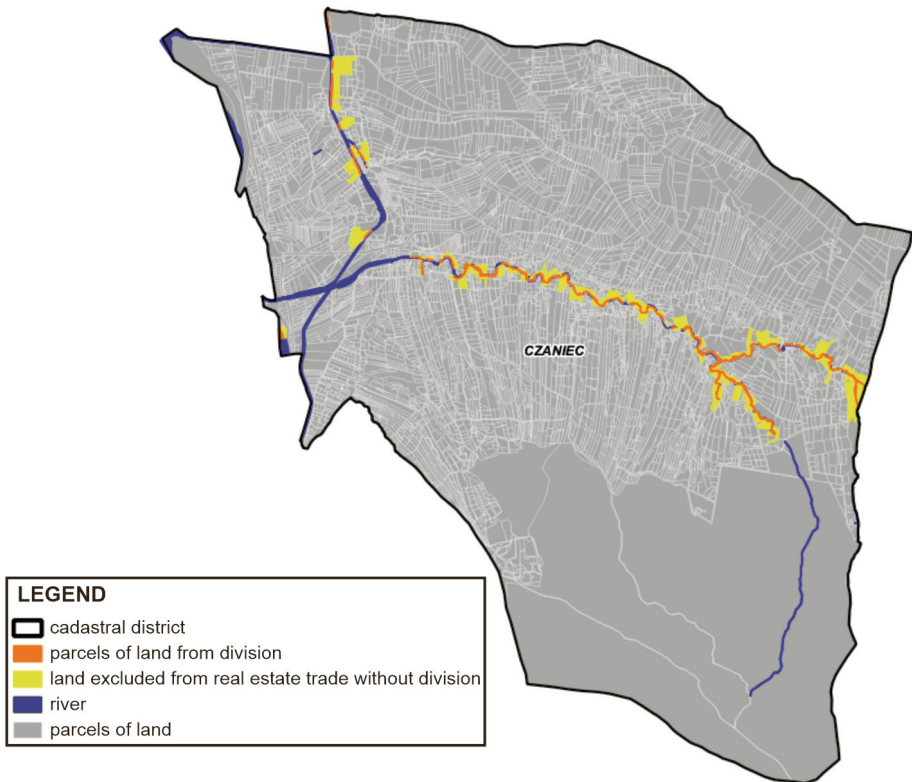 CZANIEC
LEGEND
cadastral district
parcels of land from division
land excluded from real estate trade without division
river
parcels of land